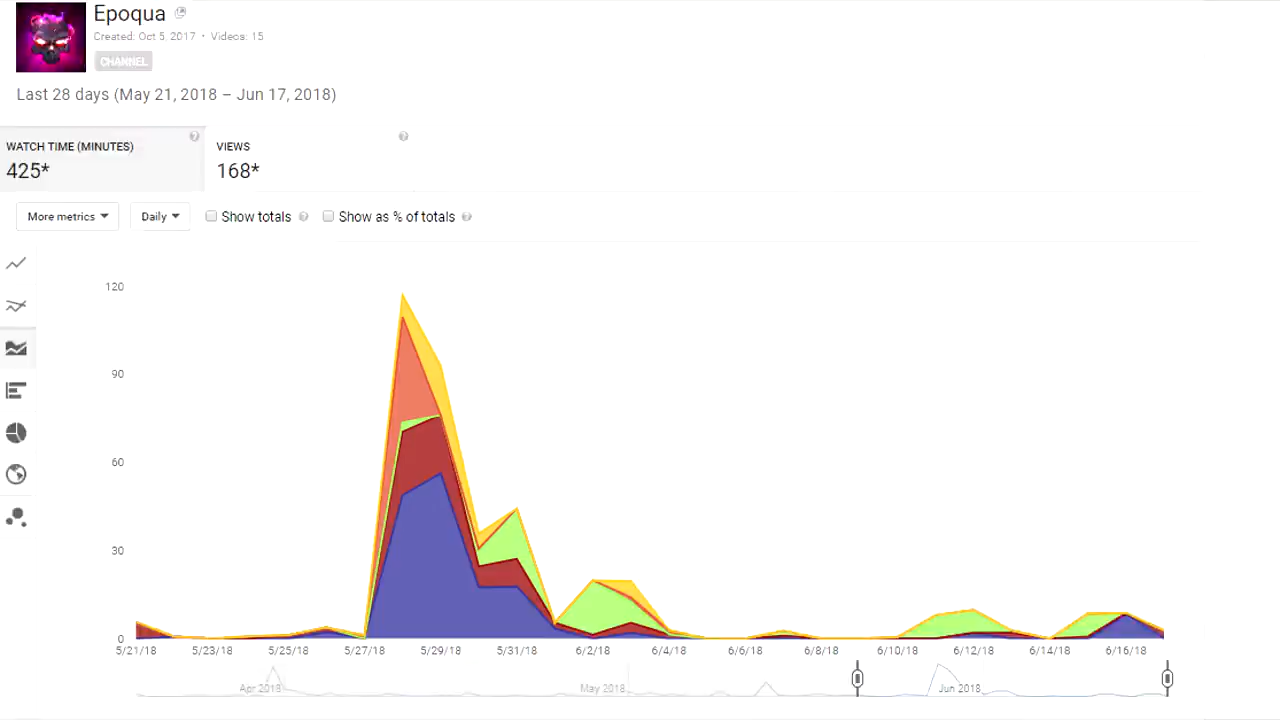 Epoqua
Created: Oct 5, 2017 • Videos: 15
CHANNEL
Last 28 days (May 21, 2018 – Jun 17, 2018)
WATCH TIME (MINUTES)
425*
VIEWS
168*
More metrics Daily Show totals Show as % of totals
120
90
60
30
0
5/21/18 5/23/18 5/25/18 5/27/18 5/29/18 5/31/18 6/2/18 6/4/18 6/6/18 6/8/18 6/10/18 6/12/18 6/14/18 6/16/18
Apr 2018 May 2018 Jun 2018